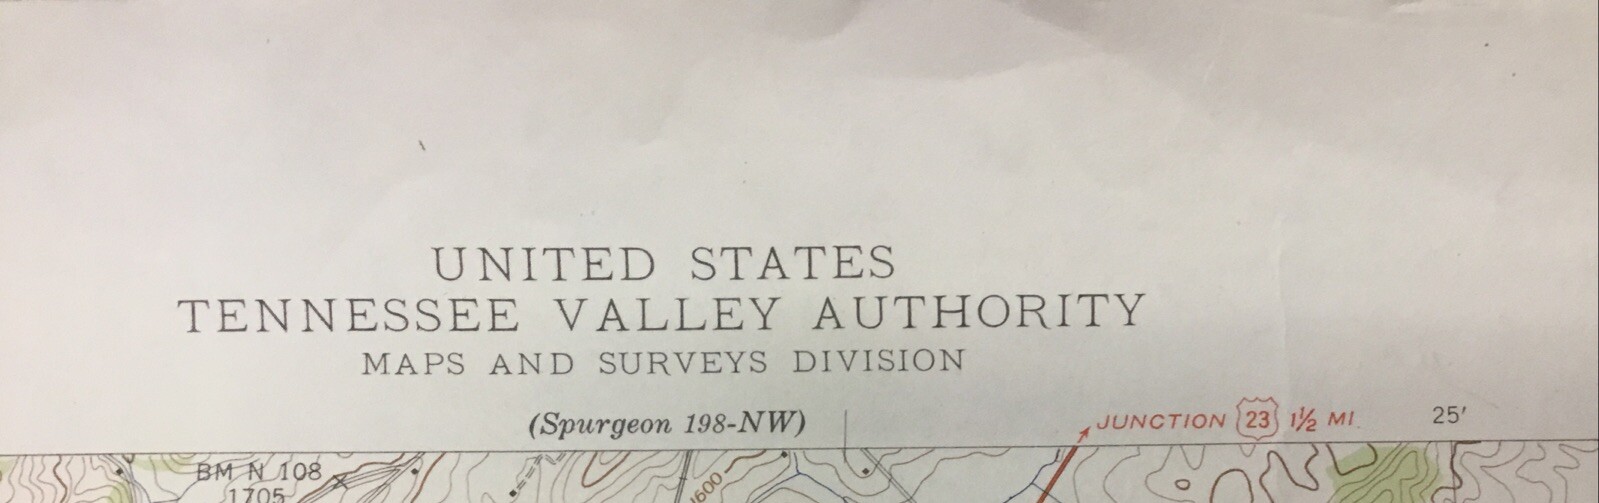 UNITED STATES
TENNESSEE VALLEY AUTHORITY
MAPS AND SURVEYS DIVISION
(Spurgeon 198-NW)
JUNCTION 23 1½ MI. 25′
BM N 108
1705
1600